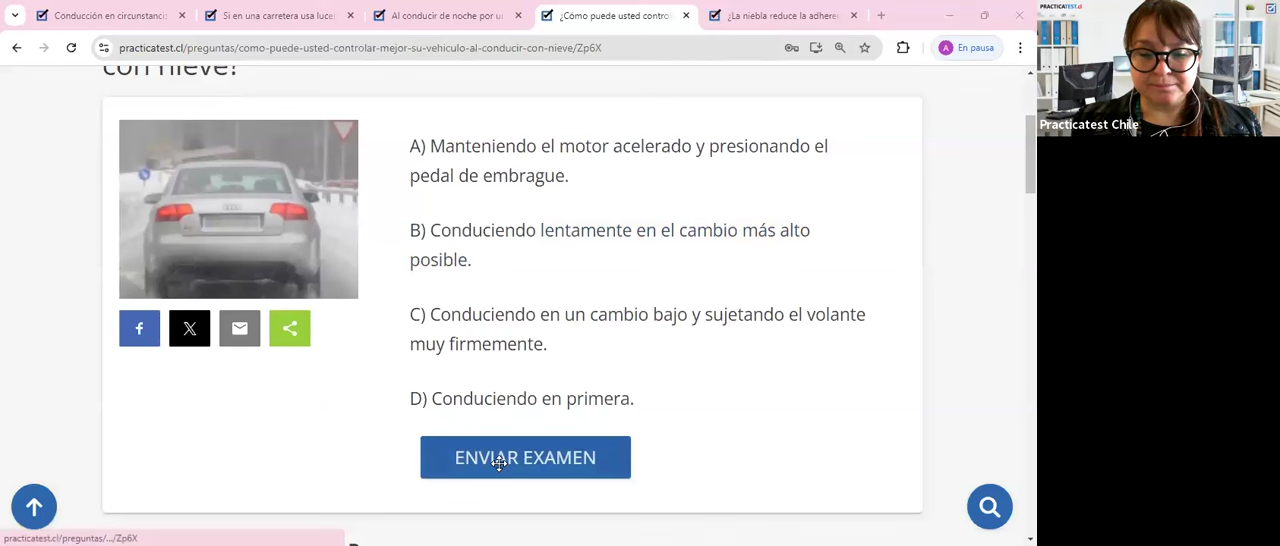 Conducción en circunstanci
Si en una carretera usa luce
Al conducir de noche por u
¿Cómo puede usted contro
¿La niebla reduce la adhere
practicatest.cl/preguntas/como-puede-usted-controlar-mejor-su-vehiculo-al-conducir-con-nieve/Zp6X
A
En pausa
con nieve?
A) Manteniendo el motor acelerado y presionando el
pedal de embrague.
B) Conduciendo lentamente en el cambio más alto
posible.
C) Conduciendo en un cambio bajo y sujetando el volante
muy firmemente.
D) Conduciendo en primera.
ENVIAR EXAMEN
practicatest.cl/preguntas/.../Zp6X
PRACTICATEST.cl
Practicatest Chile